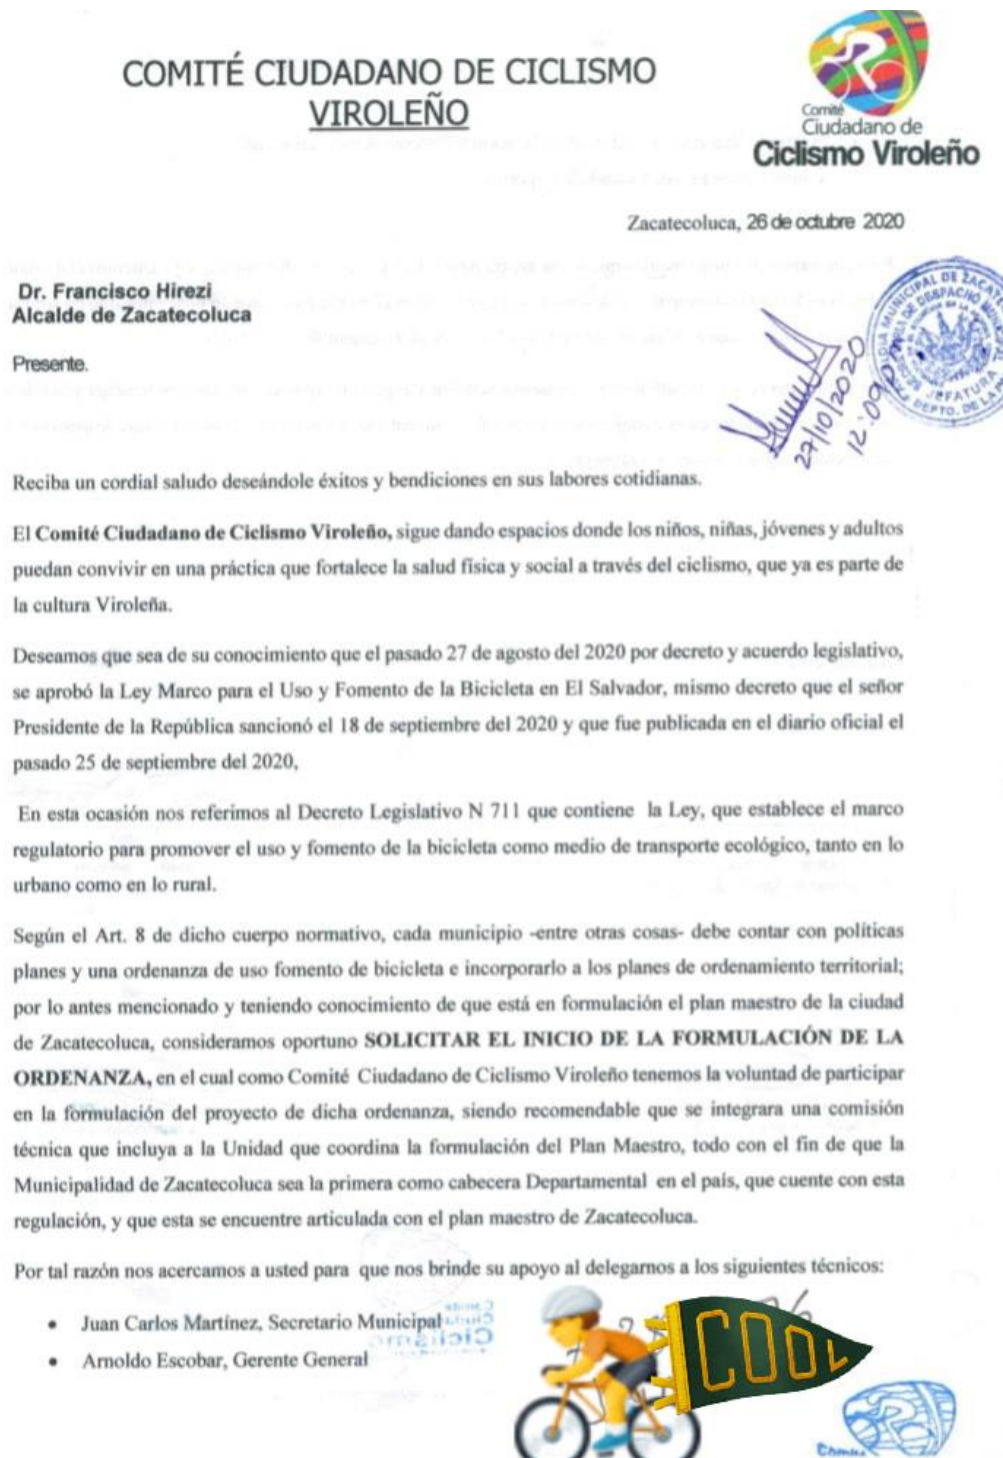 COMITÉ CIUDADANO DE CICLISMO
VIROLEÑO
Comité
Ciudadano de
Ciclismo Viroleño
Zacatecoluca, 26 de octubre 2020
Dr. Francisco Hirezi
Alcalde de Zacatecoluca
Presente.
27/10/2020
12:09pm
JEFATURA
Reciba un cordial saludo deseándole éxitos y bendiciones en sus labores cotidianas.
El Comité Ciudadano de Ciclismo Viroleño, sigue dando espacios donde los niños, niñas, jóvenes y adultos
puedan convivir en una práctica que fortalece la salud física y social a través del ciclismo, que ya es parte de
la cultura Viroleña.
Deseamos que sea de su conocimiento que el pasado 27 de agosto del 2020 por decreto y acuerdo legislativo,
se aprobó la Ley Marco para el Uso y Fomento de la Bicicleta en El Salvador, mismo decreto que el señor
Presidente de la República sancionó el 18 de septiembre del 2020 y que fue publicada en el diario oficial el
pasado 25 de septiembre del 2020,
En esta ocasión nos referimos al Decreto Legislativo N 711 que contiene la Ley, que establece el marco
regulatorio para promover el uso y fomento de la bicicleta como medio de transporte ecológico, tanto en lo
urbano como en lo rural.
Según el Art. 8 de dicho cuerpo normativo, cada municipio -entre otras cosas- debe contar con políticas
planes y una ordenanza de uso fomento de bicicleta e incorporarlo a los planes de ordenamiento territorial;
por lo antes mencionado y teniendo conocimiento de que está en formulación el plan maestro de la ciudad
de Zacatecoluca, consideramos oportuno SOLICITAR EL INICIO DE LA FORMULACIÓN DE LA
ORDENANZA, en el cual como Comité Ciudadano de Ciclismo Viroleño tenemos la voluntad de participar
en la formulación del proyecto de dicha ordenanza, siendo recomendable que se integrara una comisión
técnica que incluya a la Unidad que coordina la formulación del Plan Maestro, todo con el fin de que la
Municipalidad de Zacatecoluca sea la primera como cabecera Departamental en el país, que cuente con esta
regulación, y que esta se encuentre articulada con el plan maestro de Zacatecoluca.
Por tal razón nos acercamos a usted para que nos brinde su apoyo al delegarnos a los siguientes técnicos:
• Juan Carlos Martínez, Secretario Municipal
• Arnoldo Escobar, Gerente General
COOL